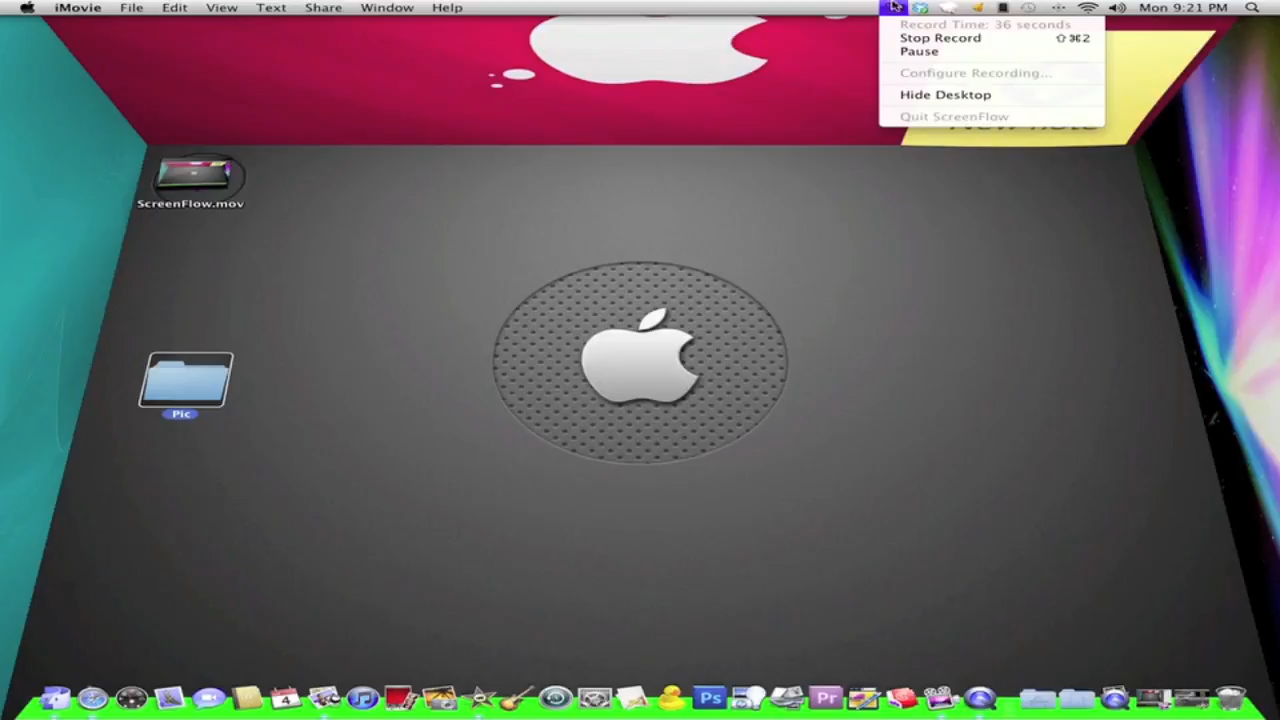 iMovie File Edit View Text Share Window Help Mon 9:21 PM
Record Time: 36 seconds
Stop Record ⇧⌘2
Pause
Configure Recording...
Hide Desktop
Quit ScreenFlow
ScreenFlow.mov
Pic
4
Ps
Pr